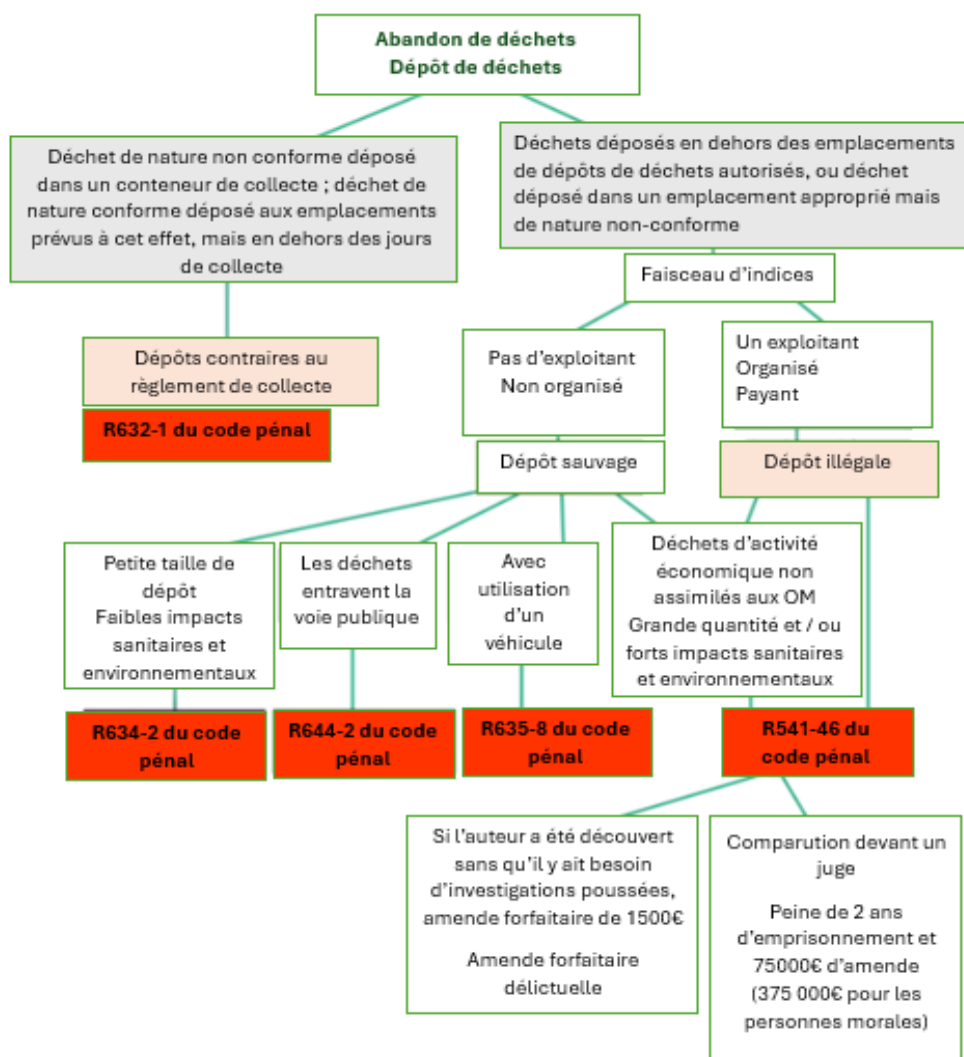 Abandon de déchets
Dépôt de déchets
Déchet de nature non conforme déposé
dans un conteneur de collecte ; déchet de
nature conforme déposé aux emplacements
prévus à cet effet, mais en dehors des jours
de collecte
Déchets déposés en dehors des emplacements
de dépôts de déchets autorisés, ou déchet
déposé dans un emplacement approprié mais
de nature non-conforme
Faisceau d'indices
Dépôts contraires au
règlement de collecte
R632-1 du code pénal
Pas d'exploitant
Non organisé
Un exploitant
Organisé
Payant
Dépôt sauvage
Dépôt illégale
Petite taille de
dépôt
Faibles impacts
sanitaires et
environnementaux
Les déchets
entravent la
voie publique
Avec
utilisation
d'un
véhicule
Déchets d'activité
économique non
assimilés aux OM
Grande quantité et / ou
forts impacts sanitaires
et environnementaux
R634-2 du code
pénal
R644-2 du code
pénal
R635-8 du code
pénal
R541-46 du
code pénal
Si l'auteur a été découvert
sans qu'il y ait besoin
d'investigations poussées,
amende forfaitaire de 1500€
Amende forfaitaire
délictuelle
Comparution devant un
juge
Peine de 2 ans
d'emprisonnement et
75000€ d'amende
(375 000€ pour les
personnes morales)